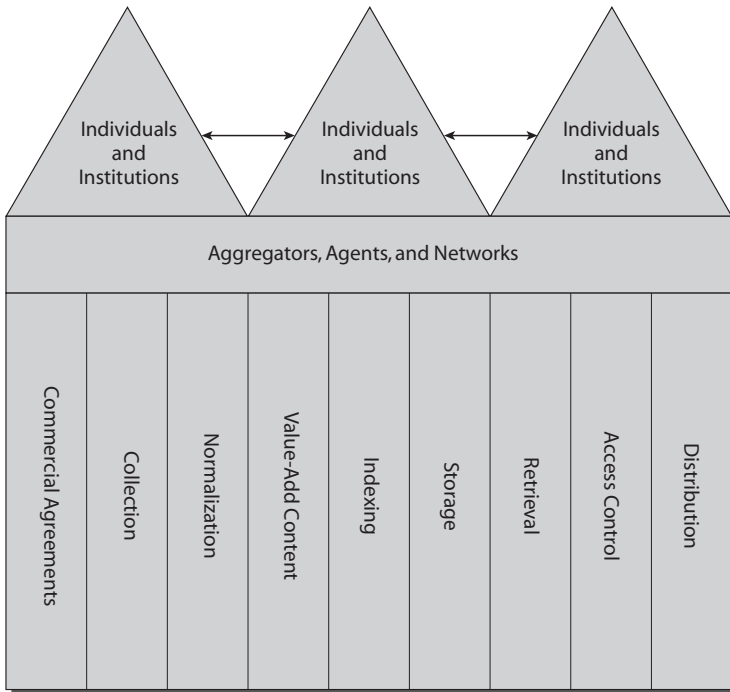 Individuals
and
Institutions
Individuals
and
Institutions
Individuals
and
Institutions
Aggregators, Agents, and Networks
Commercial Agreements
Collection
Normalization
Value-Add Content
Indexing
Storage
Retrieval
Access Control
Distribution